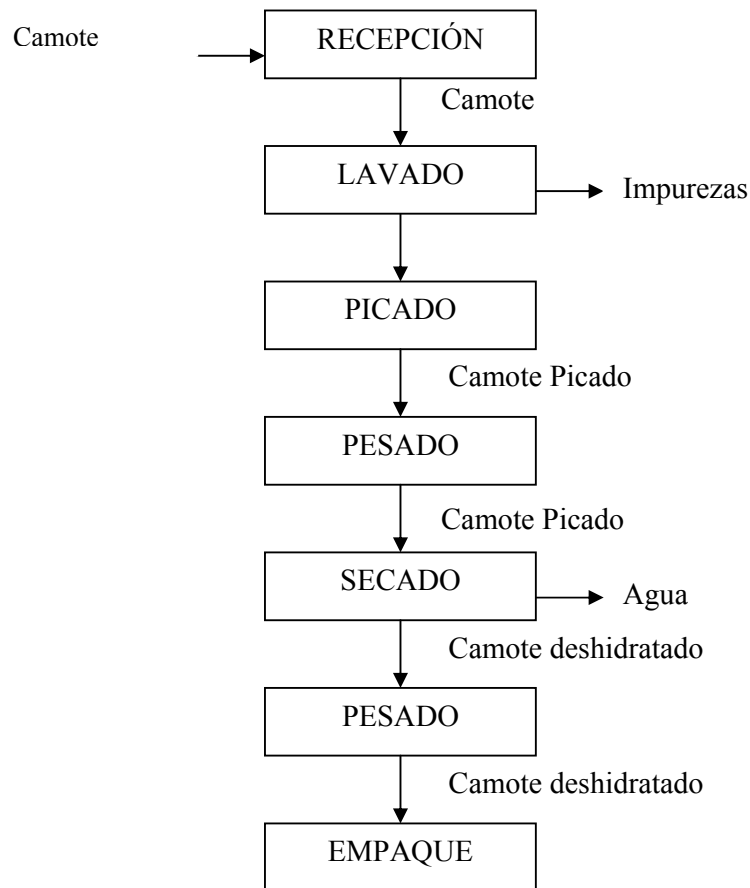 Camote
RECEPCIÓN
Camote
LAVADO
Impurezas
PICADO
Camote Picado
PESADO
Camote Picado
SECADO
Agua
Camote deshidratado
PESADO
Camote deshidratado
EMPAQUE